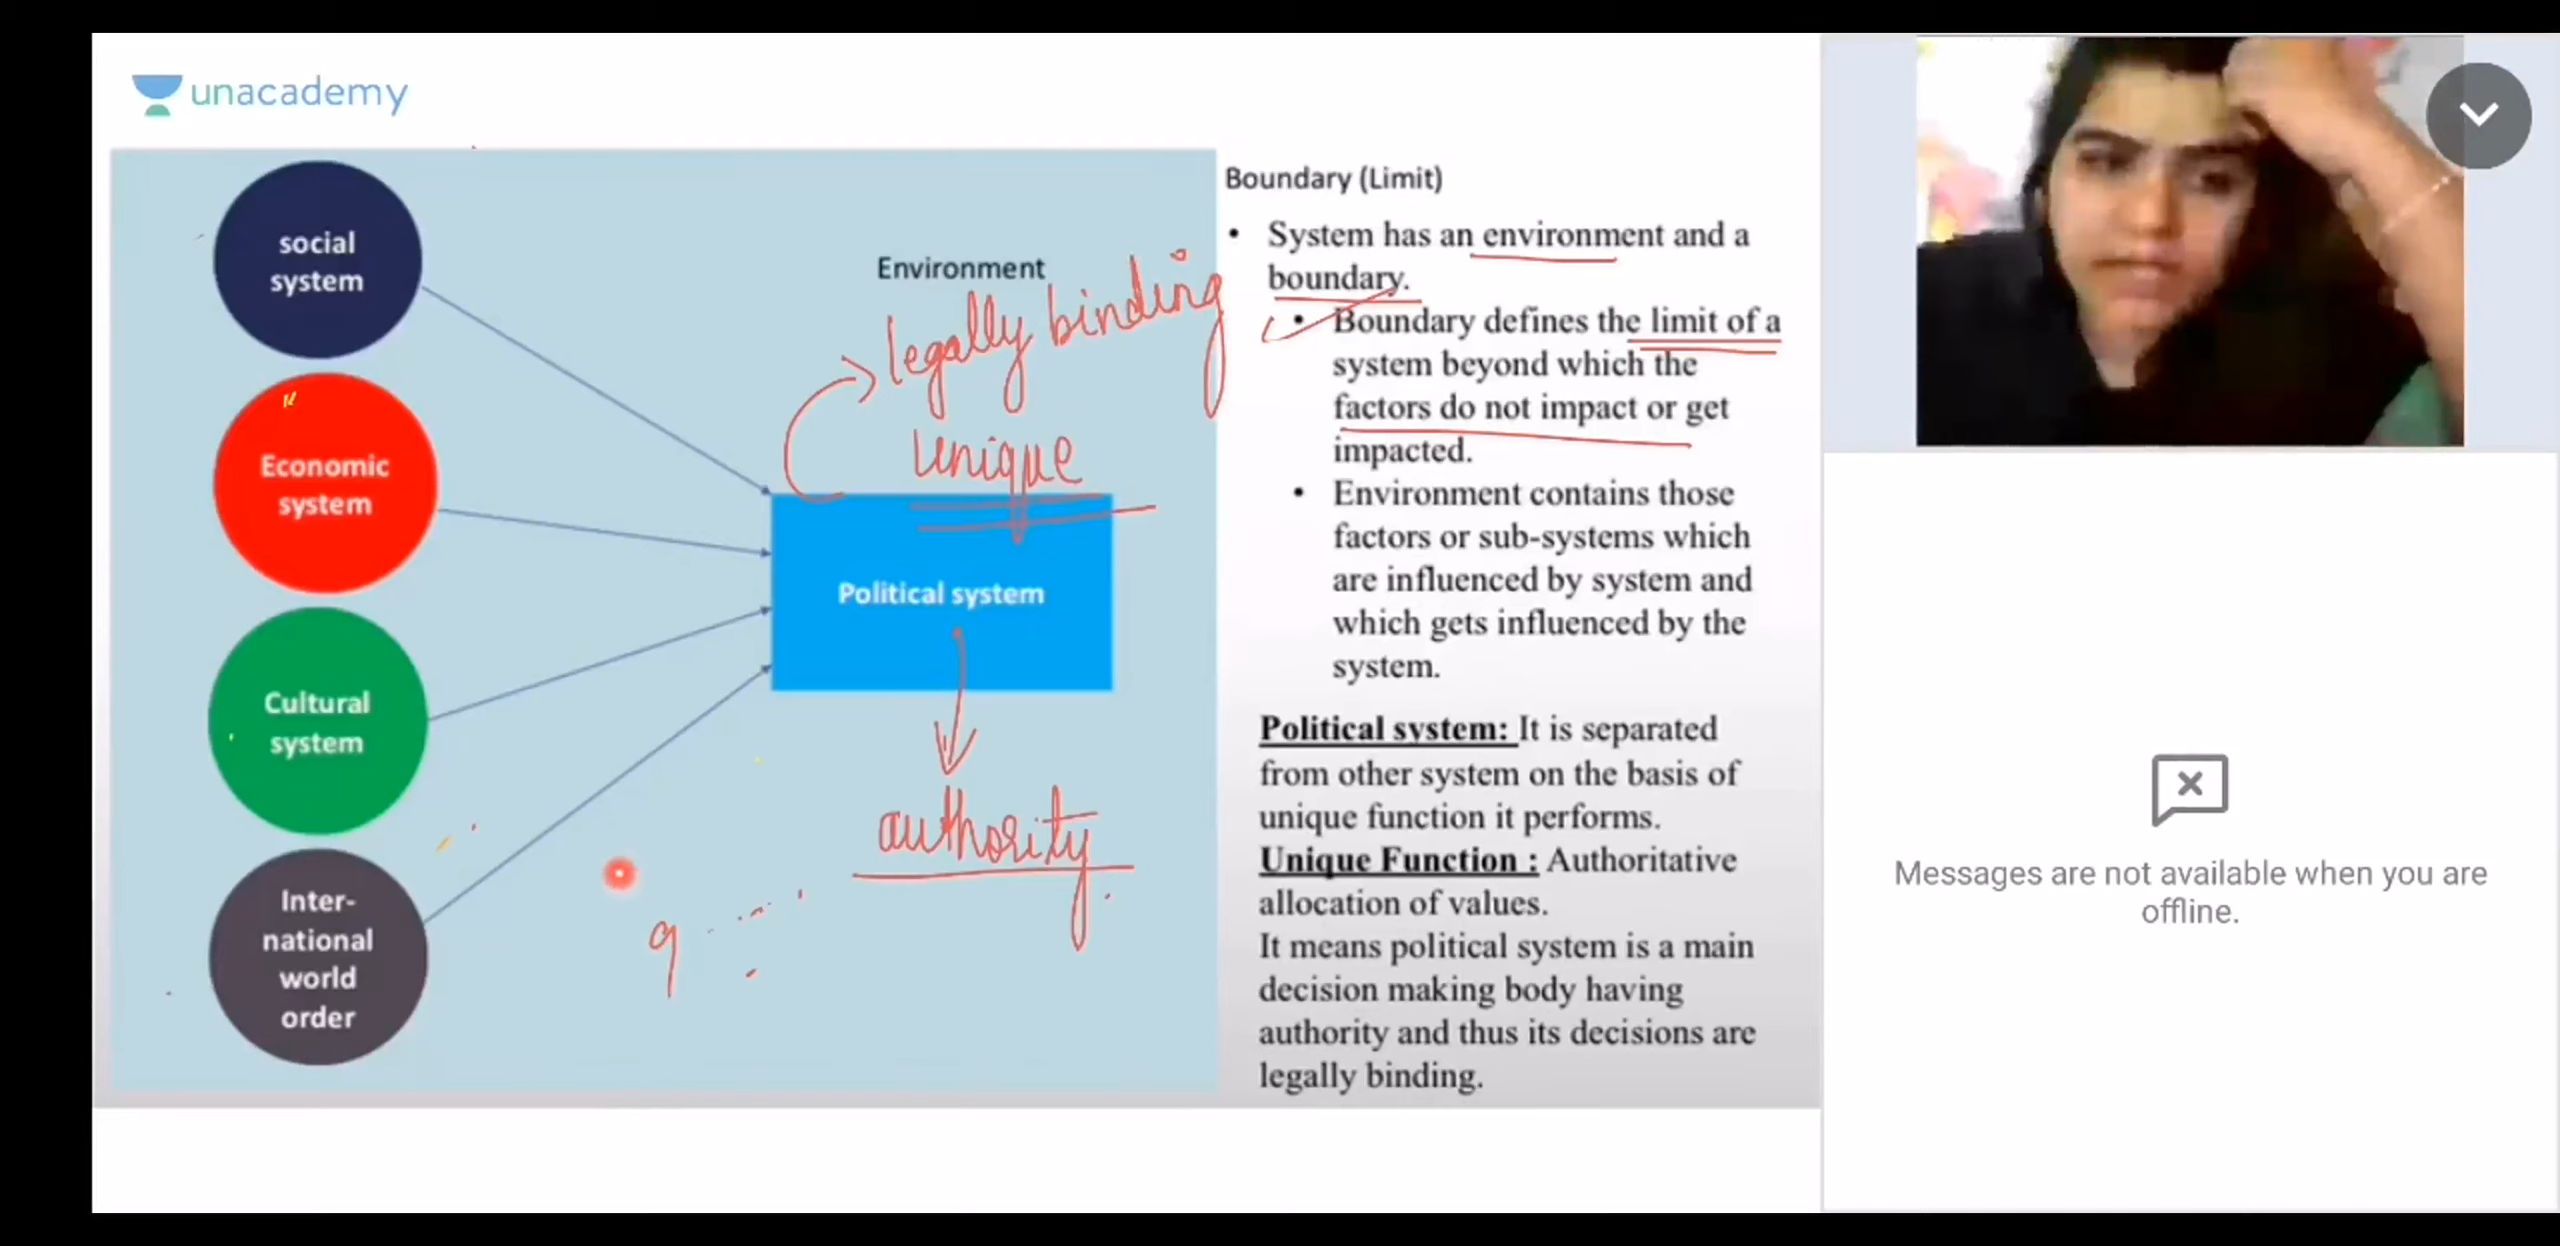 unacademy
social
system
Economic
system
Cultural
system
Inter-
national
world
order
Environment
legally binding
unique
Political system
authority
9
Boundary (Limit)
• System has an environment and a
boundary.
• Boundary defines the limit of a
system beyond which the
factors do not impact or get
impacted.
• Environment contains those
factors or sub-systems which
are influenced by system and
which gets influenced by the
system.
Political system: It is separated
from other system on the basis of
unique function it performs.
Unique Function : Authoritative
allocation of values.
It means political system is a main
decision making body having
authority and thus its decisions are
legally binding.
Messages are not available when you are
offline.